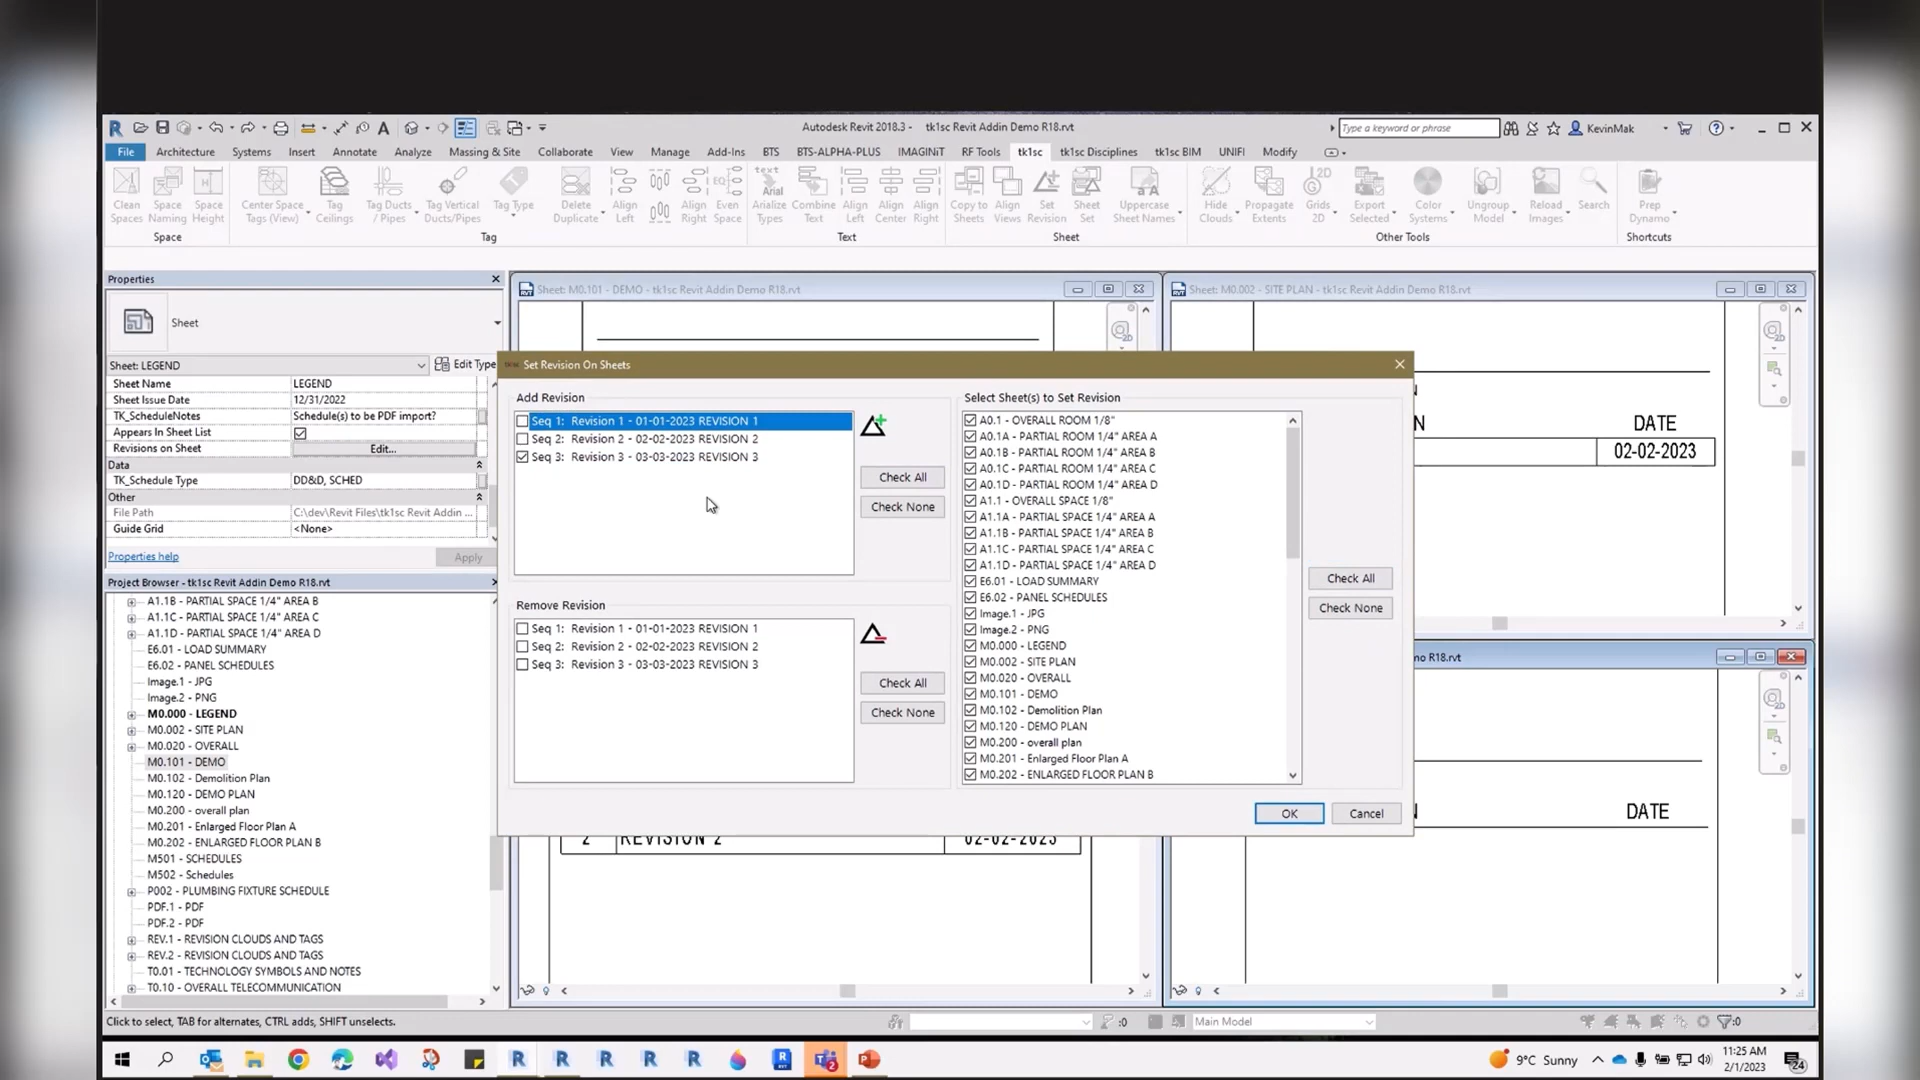 Autodesk Revit 2018.3 -    tk1sc Revit Addin Demo R18.rvt
Type a keyword or phrase
KevinMak
File Architecture Systems Insert Annotate Analyze Massing & Site Collaborate View Manage Add-Ins BTS BTS-ALPHA-PLUS IMAGINiT RF Tools tk1sc tk1sc Disciplines tk1sc BIM UNIFI Modify
Clean Spaces
Space Naming
Space Height
Center Space Tags (View)
Tag Ceilings
Tag Ducts / Pipes
Tag Vertical Ducts/Pipes
Tag Type
Delete Duplicate
Align Left
Align Right
Even Space
Arialize Types
Combine Text
Align Left
Align Center
Align Right
Copy to Sheets
Align Views
Set Revision
Sheet Set
Uppercase Sheet Names
Hide Clouds
Propagate Extents
Grids 2D
Export Selected
Color Systems
Ungroup Model
Reload Images
Search
Prep Dynamo
Space Tag Text Sheet Other Tools Shortcuts
Properties
Sheet
Sheet: LEGEND
Edit Type
Sheet Name LEGEND
Sheet Issue Date 12/31/2022
TK_ScheduleNotes Schedule(s) to be PDF import?
Appears In Sheet List
Revisions on Sheet Edit...
Data
TK_Schedule Type DD&D, SCHED
Other
File Path C:\dev\Revit Files\tk1sc Revit Addin ...
Guide Grid <None>
Properties help
Apply
Project Browser - tk1sc Revit Addin Demo R18.rvt
A1.1B - PARTIAL SPACE 1/4" AREA B
A1.1C - PARTIAL SPACE 1/4" AREA C
A1.1D - PARTIAL SPACE 1/4" AREA D
E6.01 - LOAD SUMMARY
E6.02 - PANEL SCHEDULES
Image.1 - JPG
Image.2 - PNG
M0.000 - LEGEND
M0.002 - SITE PLAN
M0.020 - OVERALL
M0.101 - DEMO
M0.102 - Demolition Plan
M0.120 - DEMO PLAN
M0.200 - overall plan
M0.201 - Enlarged Floor Plan A
M0.202 - ENLARGED FLOOR PLAN B
M501 - SCHEDULES
M502 - Schedules
P002 - PLUMBING FIXTURE SCHEDULE
PDF.1 - PDF
PDF.2 - PDF
REV.1 - REVISION CLOUDS AND TAGS
REV.2 - REVISION CLOUDS AND TAGS
T0.01 - TECHNOLOGY SYMBOLS AND NOTES
T0.10 - OVERALL TELECOMMUNICATION
Sheet: M0.101 - DEMO - tk1sc Revit Addin Demo R18.rvt
Sheet: M0.002 - SITE PLAN - tk1sc Revit Addin Demo R18.rvt
N DATE
02-02-2023
Set Revision On Sheets
Add Revision
Seq 1: Revision 1 - 01-01-2023 REVISION 1
Seq 2: Revision 2 - 02-02-2023 REVISION 2
Seq 3: Revision 3 - 03-03-2023 REVISION 3
Check All
Check None
Remove Revision
Seq 1: Revision 1 - 01-01-2023 REVISION 1
Seq 2: Revision 2 - 02-02-2023 REVISION 2
Seq 3: Revision 3 - 03-03-2023 REVISION 3
Check All
Check None
Select Sheet(s) to Set Revision
A0.1 - OVERALL ROOM 1/8"
A0.1A - PARTIAL ROOM 1/4" AREA A
A0.1B - PARTIAL ROOM 1/4" AREA B
A0.1C - PARTIAL ROOM 1/4" AREA C
A0.1D - PARTIAL ROOM 1/4" AREA D
A1.1 - OVERALL SPACE 1/8"
A1.1A - PARTIAL SPACE 1/4" AREA A
A1.1B - PARTIAL SPACE 1/4" AREA B
A1.1C - PARTIAL SPACE 1/4" AREA C
A1.1D - PARTIAL SPACE 1/4" AREA D
E6.01 - LOAD SUMMARY
E6.02 - PANEL SCHEDULES
Image.1 - JPG
Image.2 - PNG
M0.000 - LEGEND
M0.002 - SITE PLAN
M0.020 - OVERALL
M0.101 - DEMO
M0.102 - Demolition Plan
M0.120 - DEMO PLAN
M0.200 - overall plan
M0.201 - Enlarged Floor Plan A
M0.202 - ENLARGED FLOOR PLAN B
Check All
Check None
OK Cancel
mo R18.rvt
N DATE
2 REVISION 2 02-02-2023
Click to select, TAB for alternates, CTRL adds, SHIFT unselects.
:0 Main Model :0
9°C Sunny
11:25 AM
2/1/2023
24